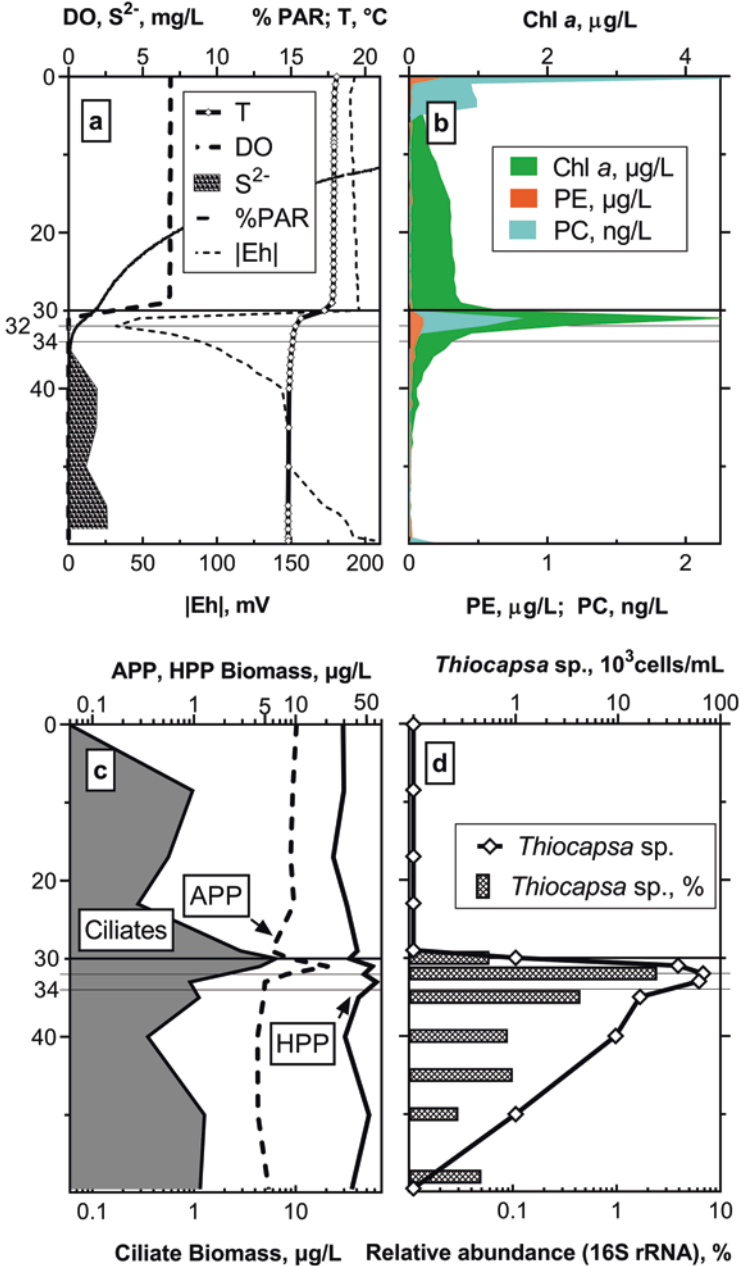 DO, S²⁻, mg/L % PAR; T, °C
0 5 10 15 20
a
T
DO
S²⁻
%PAR
|Eh|
0
20
30
32
34
40
0 50 100 150 200
|Eh|, mV
Chl a, µg/L
0 2 4
b
Chl a, µg/L
PE, µg/L
PC, ng/L
0 1 2
PE, µg/L; PC, ng/L
APP, HPP Biomass, µg/L
0.1 1 5 10 50
c
0
20
30
34
40
APP
Ciliates
HPP
0.1 1 10
Ciliate Biomass, µg/L
Thiocapsa sp., 10³cells/mL
1 10 100
d
Thiocapsa sp.
Thiocapsa sp., %
0.1 1 10
Relative abundance (16S rRNA), %